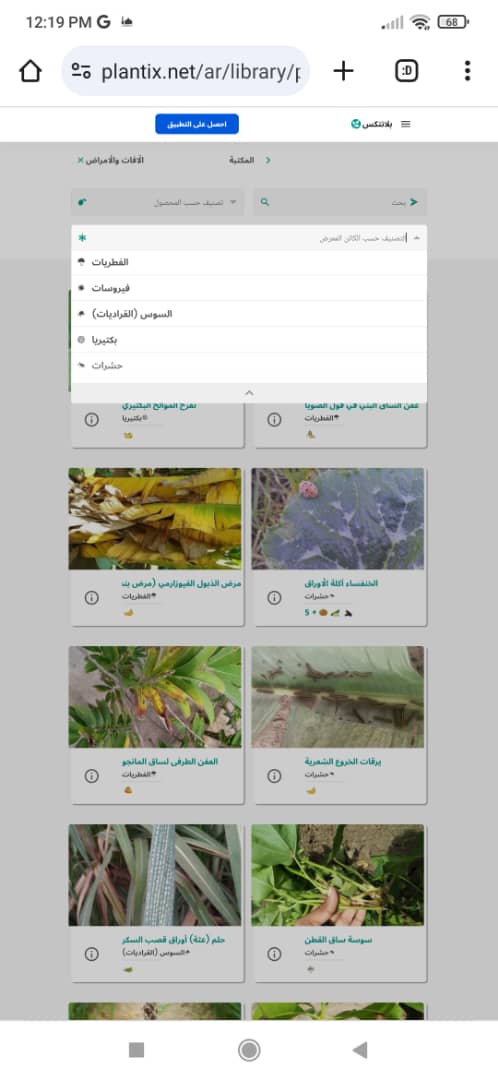 12:19 PM G
68
plantix.net/ar/library/p
:D
بلانتكس
احصل على التطبيق
المكتبة
الآفات والأمراض
بحث
تصنيف حسب المحصول
التصنيف حسب الكائن الممرض
الفطريات
فيروسات
السوس (القراديات)
بكتيريا
حشرات
عفن الساق البني في فول الصويا
الفطريات
تقرح الموالح البكتيري
بكتيريا
الخنفساء آكلة الأوراق
حشرات
5 +
مرض الذبول الفيوزارمي (مرض بنـ
الفطريات
يرقات الخروع الشعرية
حشرات
العفن الطرفى لساق المانجو
الفطريات
سوسة ساق القطن
حشرات
حلم (عثة) أوراق قصب السكر
السوس (القراديات)